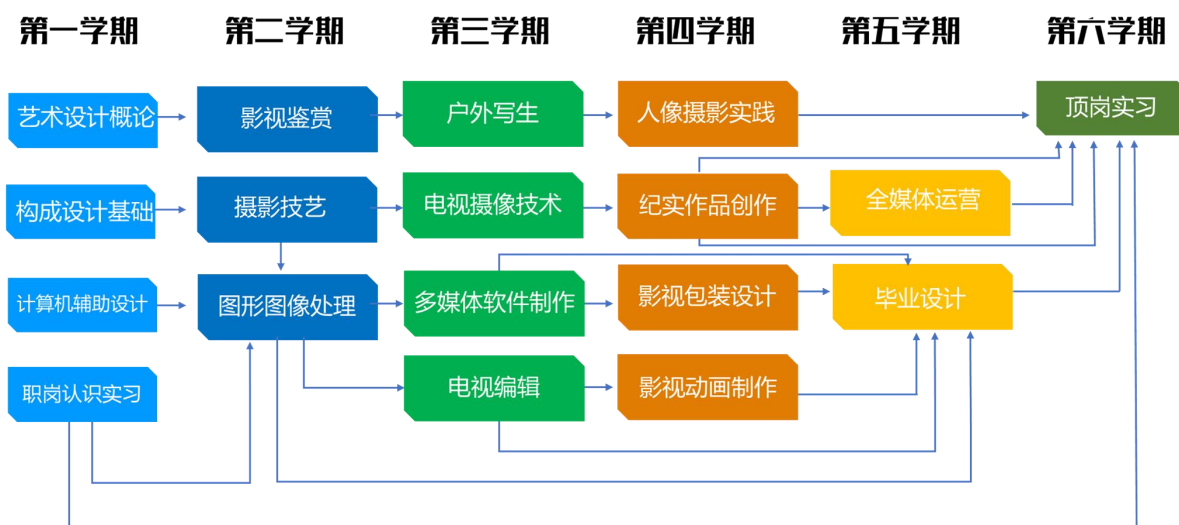 第一学期 第二学期 第三学期 第四学期 第五学期 第六学期
艺术设计概论 影视鉴赏 户外写生 人像摄影实践 顶岗实习
构成设计基础 摄影技艺 电视摄像技术 纪实作品创作 全媒体运营
计算机辅助设计 图形图像处理 多媒体软件制作 影视包装设计 毕业设计
职岗认识实习 电视编辑 影视动画制作